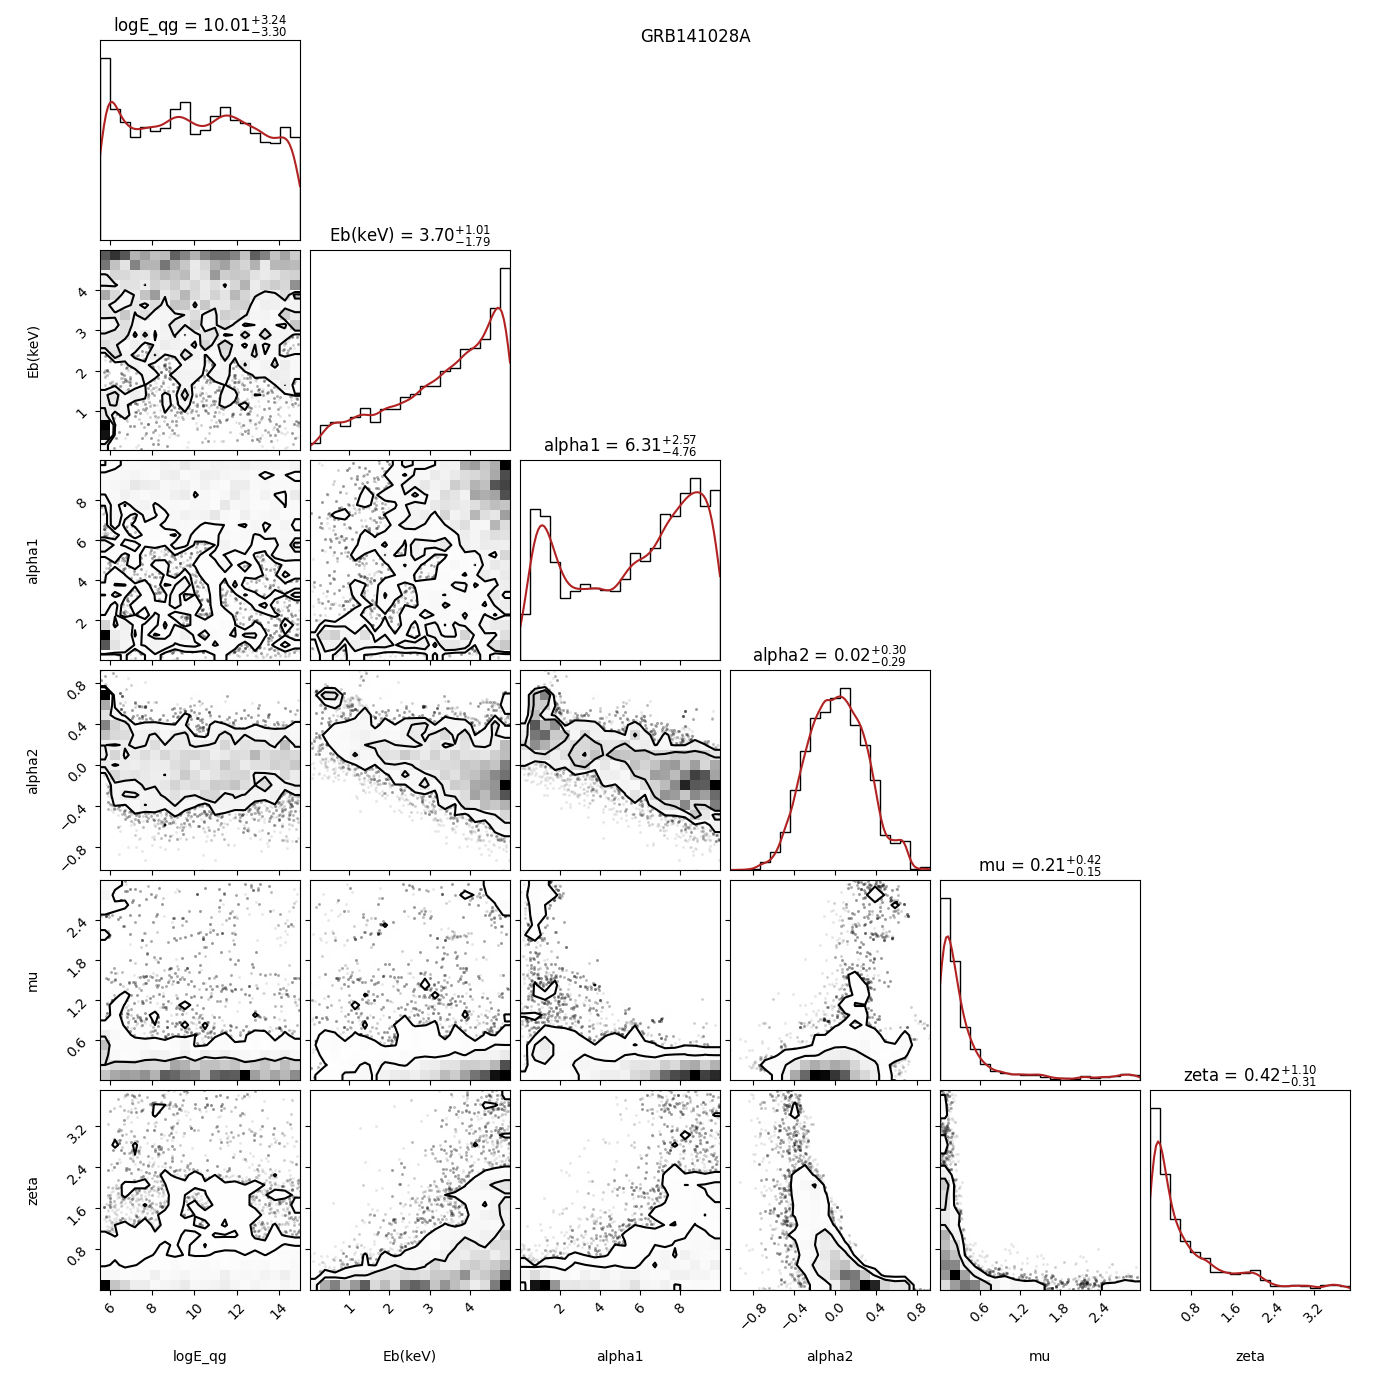 GRB141028A
logE_qg = 10.01+3.24−3.30
Eb(keV) = 3.70+1.01−1.79
alpha1 = 6.31+2.57−4.76
alpha2 = 0.02+0.30−0.29
mu = 0.21+0.42−0.15
zeta = 0.42+1.10−0.31
Eb(keV)
4
3
2
1
alpha1
8
6
4
2
alpha2
0.8
0.4
0.0
−0.4
−0.8
mu
2.4
1.8
1.2
0.6
zeta
3.2
2.4
1.6
0.8
6 8 10 12 14
1 2 3 4
2 4 6 8
−0.8 −0.4 0.0 0.4 0.8
0.6 1.2 1.8 2.4
0.8 1.6 2.4 3.2
logE_qg Eb(keV) alpha1 alpha2 mu zeta